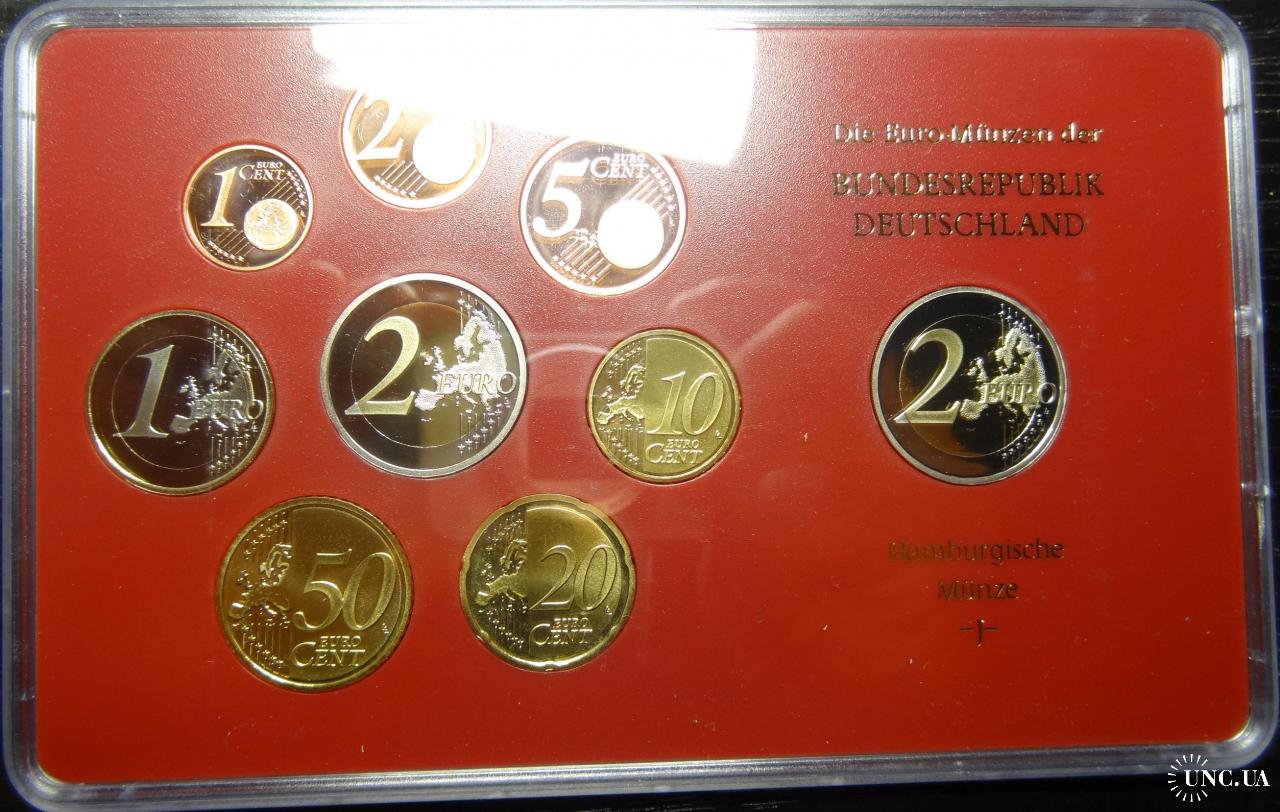 Die Euro-Münzen der
BUNDESREPUBLIK
DEUTSCHLAND
1 EURO CENT
2
5 EURO CENT
1 EURO
2 EURO
10 EURO CENT
2 EURO
50 EURO CENT
20 EURO CENT
Hamburgische
Münze
-J-
UNC.UA